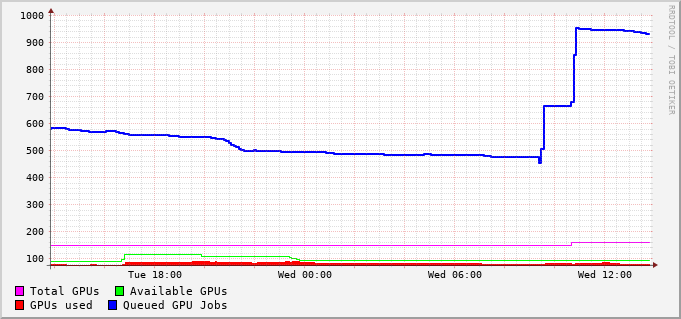 1000
900
800
700
600
500
400
300
200
100
Tue 18:00 Wed 00:00 Wed 06:00 Wed 12:00
Total GPUs Available GPUs
GPUs used Queued GPU Jobs
RRDTOOL / TOBI OETIKER